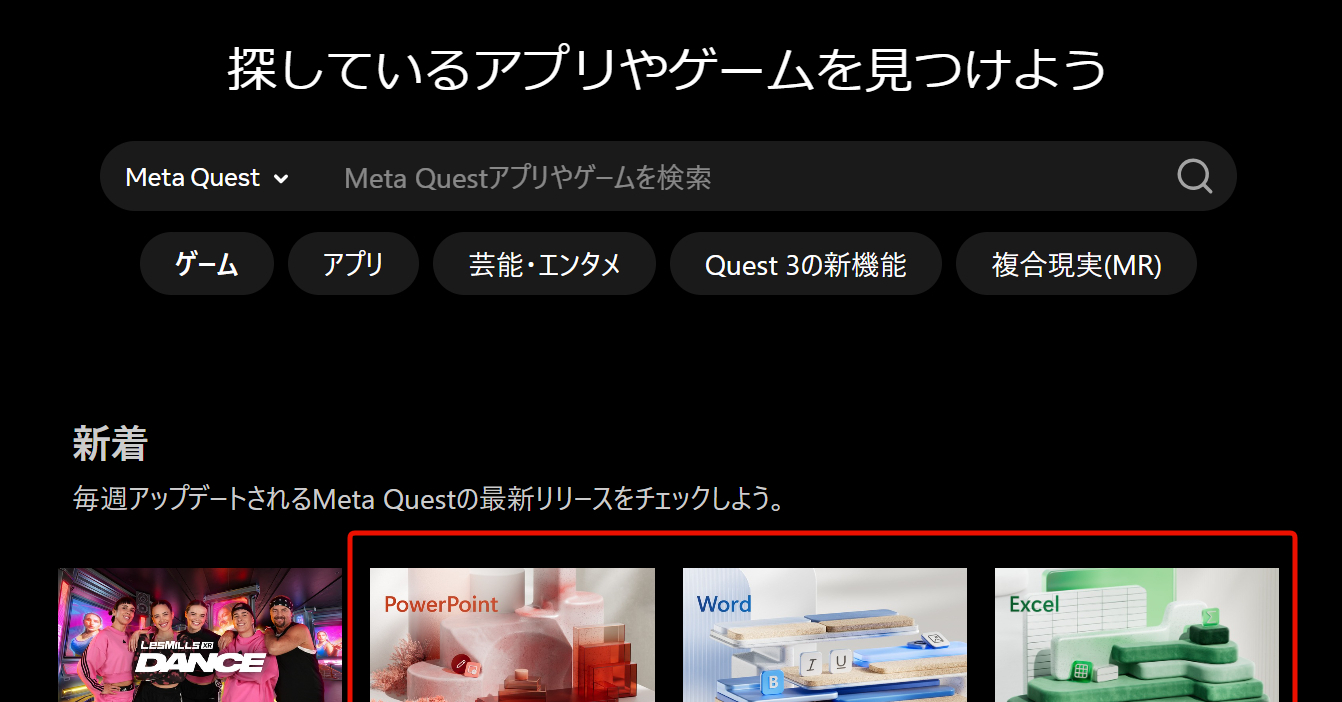 探しているアプリやゲームを見つけよう
Meta Quest
Meta Questアプリやゲームを検索
ゲーム
アプリ
芸能・エンタメ
Quest 3の新機能
複合現実(MR)
新着
毎週アップデートされるMeta Questの最新リリースをチェックしよう。
LESMILLS XR
DANCE
PowerPoint
Word
I
U
B
Excel